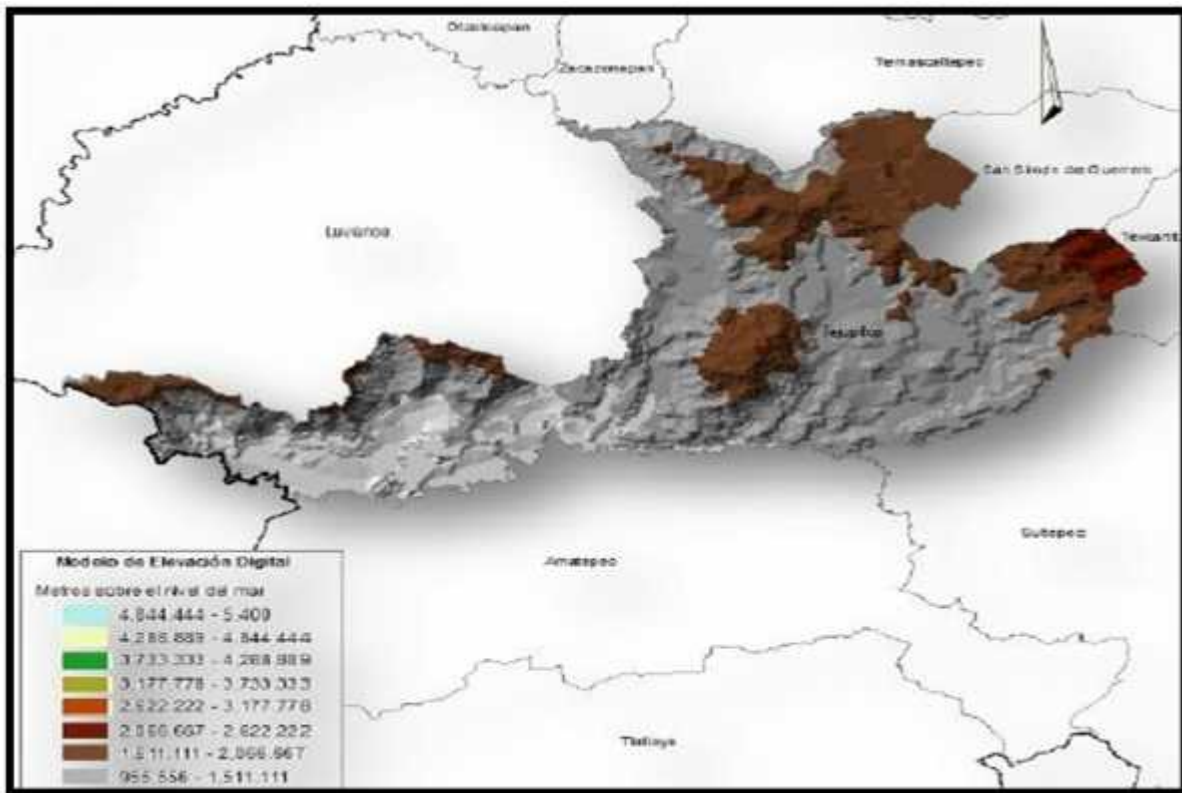 Otzoloapan
Zacazonapan
Temascaltepec
San Simón de Guerrero
Luvianos
Tejupilco
Sultepec
Amatepec
Tlatlaya
Modelo de Elevación Digital
Metros sobre el nivel del mar
4,844.444 - 5,400
4,288.889 - 4,844.444
3,733.333 - 4,288.889
3,177.778 - 3,733.333
2,622.222 - 3,177.778
2,066.667 - 2,622.222
1,511.111 - 2,066.667
955.556 - 1,511.111